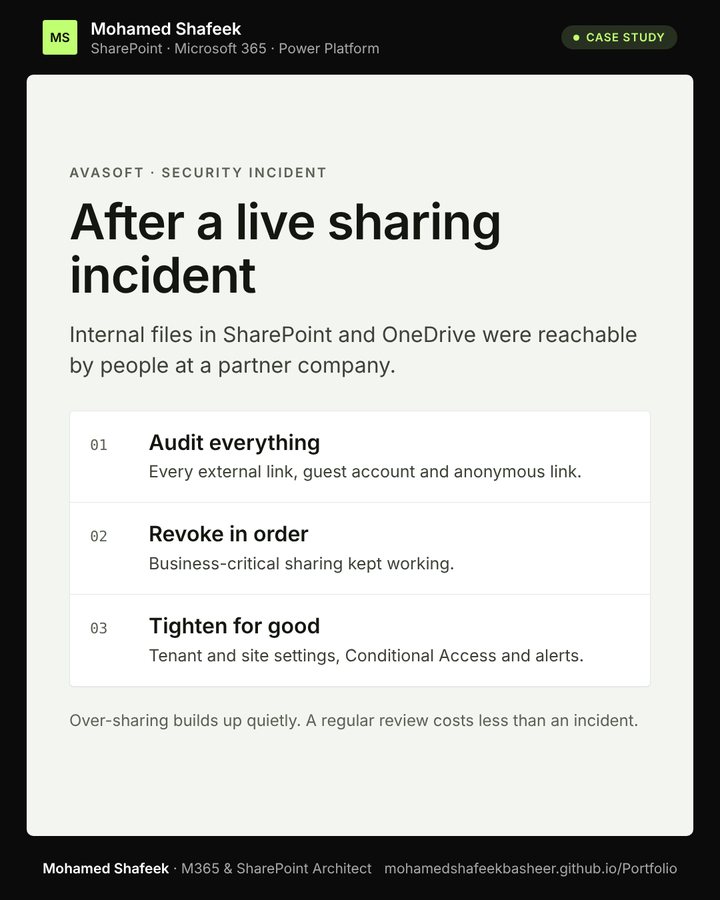 MS
Mohamed Shafeek
SharePoint · Microsoft 365 · Power Platform
CASE STUDY
AVASOFT · SECURITY INCIDENT
After a live sharing
incident
Internal files in SharePoint and OneDrive were reachable
by people at a partner company.
01
Audit everything
Every external link, guest account and anonymous link.
02
Revoke in order
Business-critical sharing kept working.
03
Tighten for good
Tenant and site settings, Conditional Access and alerts.
Over-sharing builds up quietly. A regular review costs less than an incident.
Mohamed Shafeek · M365 & SharePoint Architect
mohamedshafeekbasheer.github.io/Portfolio